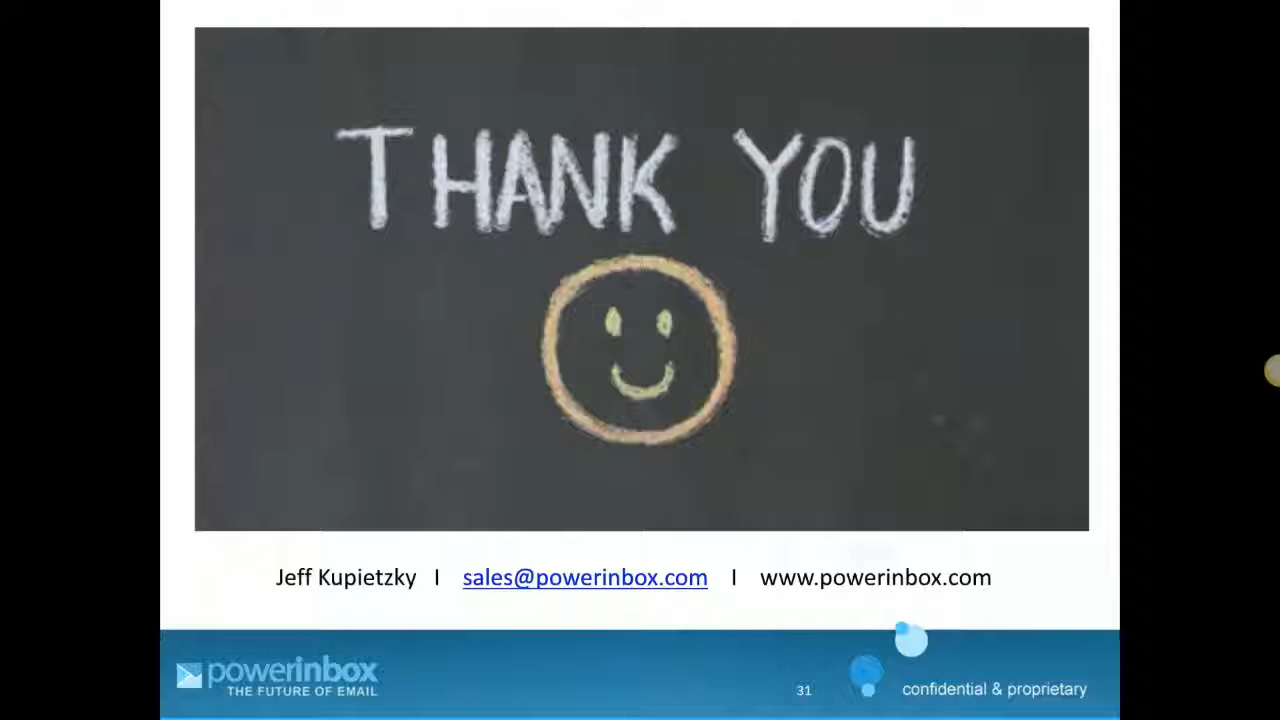 THANK YOU
Jeff Kupietzky I sales@powerinbox.com I www.powerinbox.com
powerinbox
THE FUTURE OF EMAIL
31
confidential & proprietary